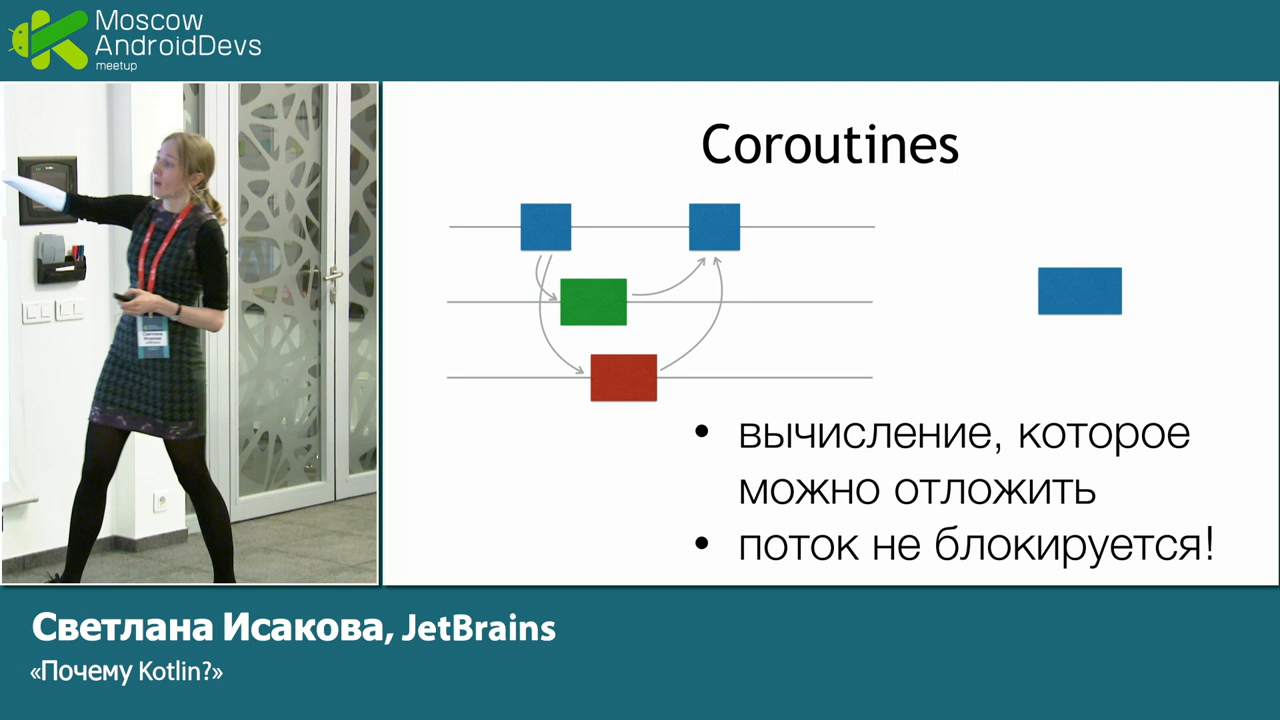 Moscow
AndroidDevs
meetup
Coroutines
• вычисление, которое
можно отложить
• поток не блокируется!
Светлана Исакова, JetBrains
«Почему Kotlin?»